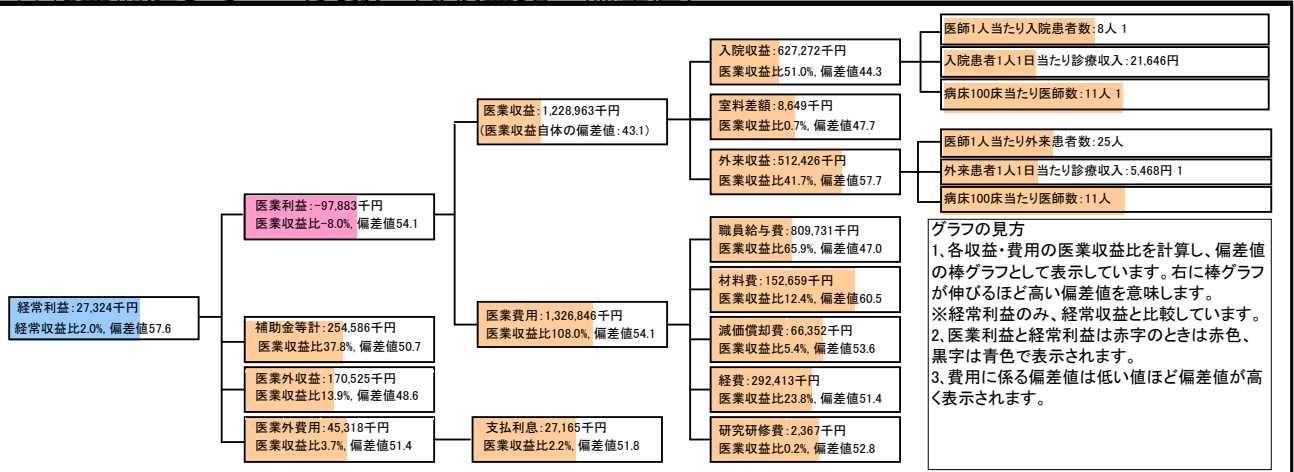 医師1人当たり入院患者数:8人 1
入院収益:627,272千円
医業収益比51.0%, 偏差値44.3
入院患者1人1日当たり診療収入:21,646円
病床100床当たり医師数:11人 1
医業収益:1,228,963千円
(医業収益自体の偏差値:43.1)
室料差額:8,649千円
医業収益比0.7%, 偏差値47.7
医師1人当たり外来患者数:25人
外来収益:512,426千円
医業収益比41.7%, 偏差値57.7
外来患者1人1日当たり診療収入:5,468円 1
病床100床当たり医師数:11人
医業利益:-97,883千円
医業収益比-8.0%, 偏差値54.1
職員給与費:809,731千円
医業収益比65.9%, 偏差値47.0
材料費:152,659千円
医業収益比12.4%, 偏差値60.5
経常利益:27,324千円
経常収益比2.0%, 偏差値57.6
医業費用:1,326,846千円
医業収益比108.0%, 偏差値54.1
補助金等計:254,586千円
医業収益比37.8%, 偏差値50.7
減価償却費:66,352千円
医業収益比5.4%, 偏差値53.6
医業外収益:170,525千円
医業収益比13.9%, 偏差値48.6
経費:292,413千円
医業収益比23.8%, 偏差値51.4
医業外費用:45,318千円
医業収益比3.7%, 偏差値51.4
支払利息:27,165千円
医業収益比2.2%, 偏差値51.8
研究研修費:2,367千円
医業収益比0.2%, 偏差値52.8
グラフの見方
1、各収益・費用の医業収益比を計算し、偏差値
の棒グラフとして表示しています。右に棒グラフ
が伸びるほど高い偏差値を意味します。
※経常利益のみ、経常収益と比較しています。
2、医業利益と経常利益は赤字のときは赤色、
黒字は青色で表示されます。
3、費用に係る偏差値は低い値ほど偏差値が高
く表示されます。